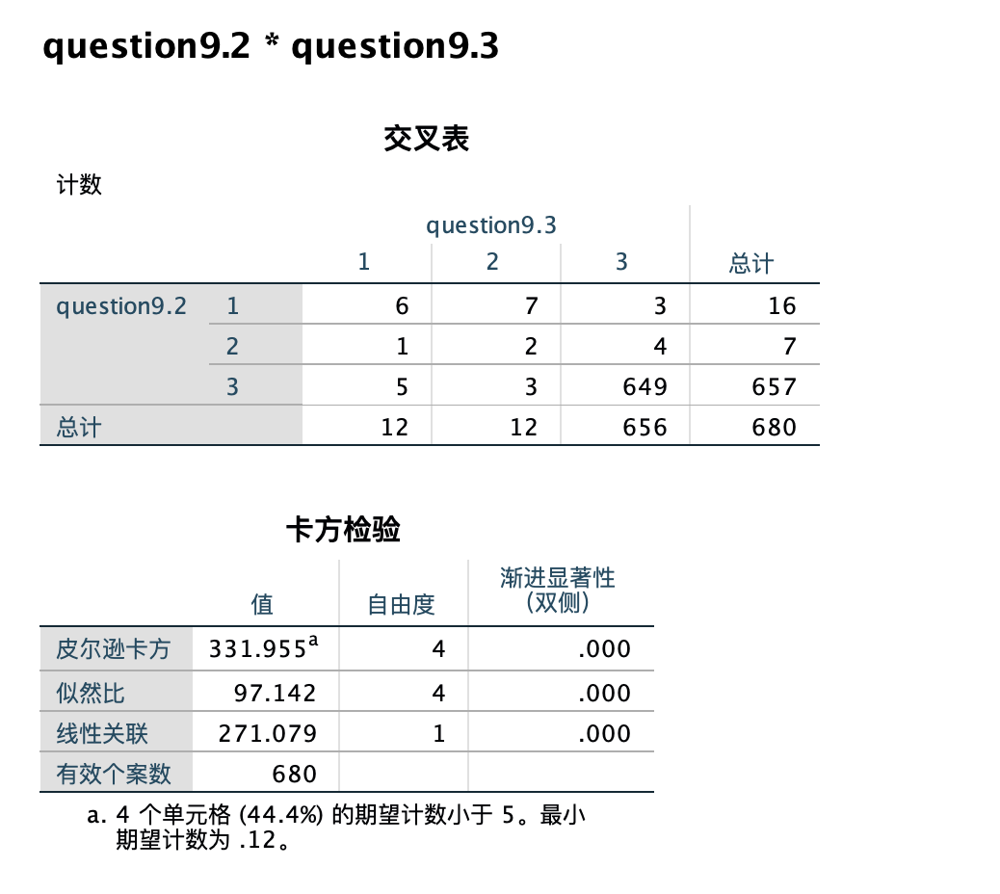 question9.2 * question9.3
交叉表
计数
question9.3
1 2 3 总计
question9.2 1 6 7 3 16
2 1 2 4 7
3 5 3 649 657
总计 12 12 656 680
卡方检验
值 自由度 渐进显著性
（双侧）
皮尔逊卡方 331.955a 4 .000
似然比 97.142 4 .000
线性关联 271.079 1 .000
有效个案数 680
a. 4 个单元格 (44.4%) 的期望计数小于 5。最小
期望计数为 .12。